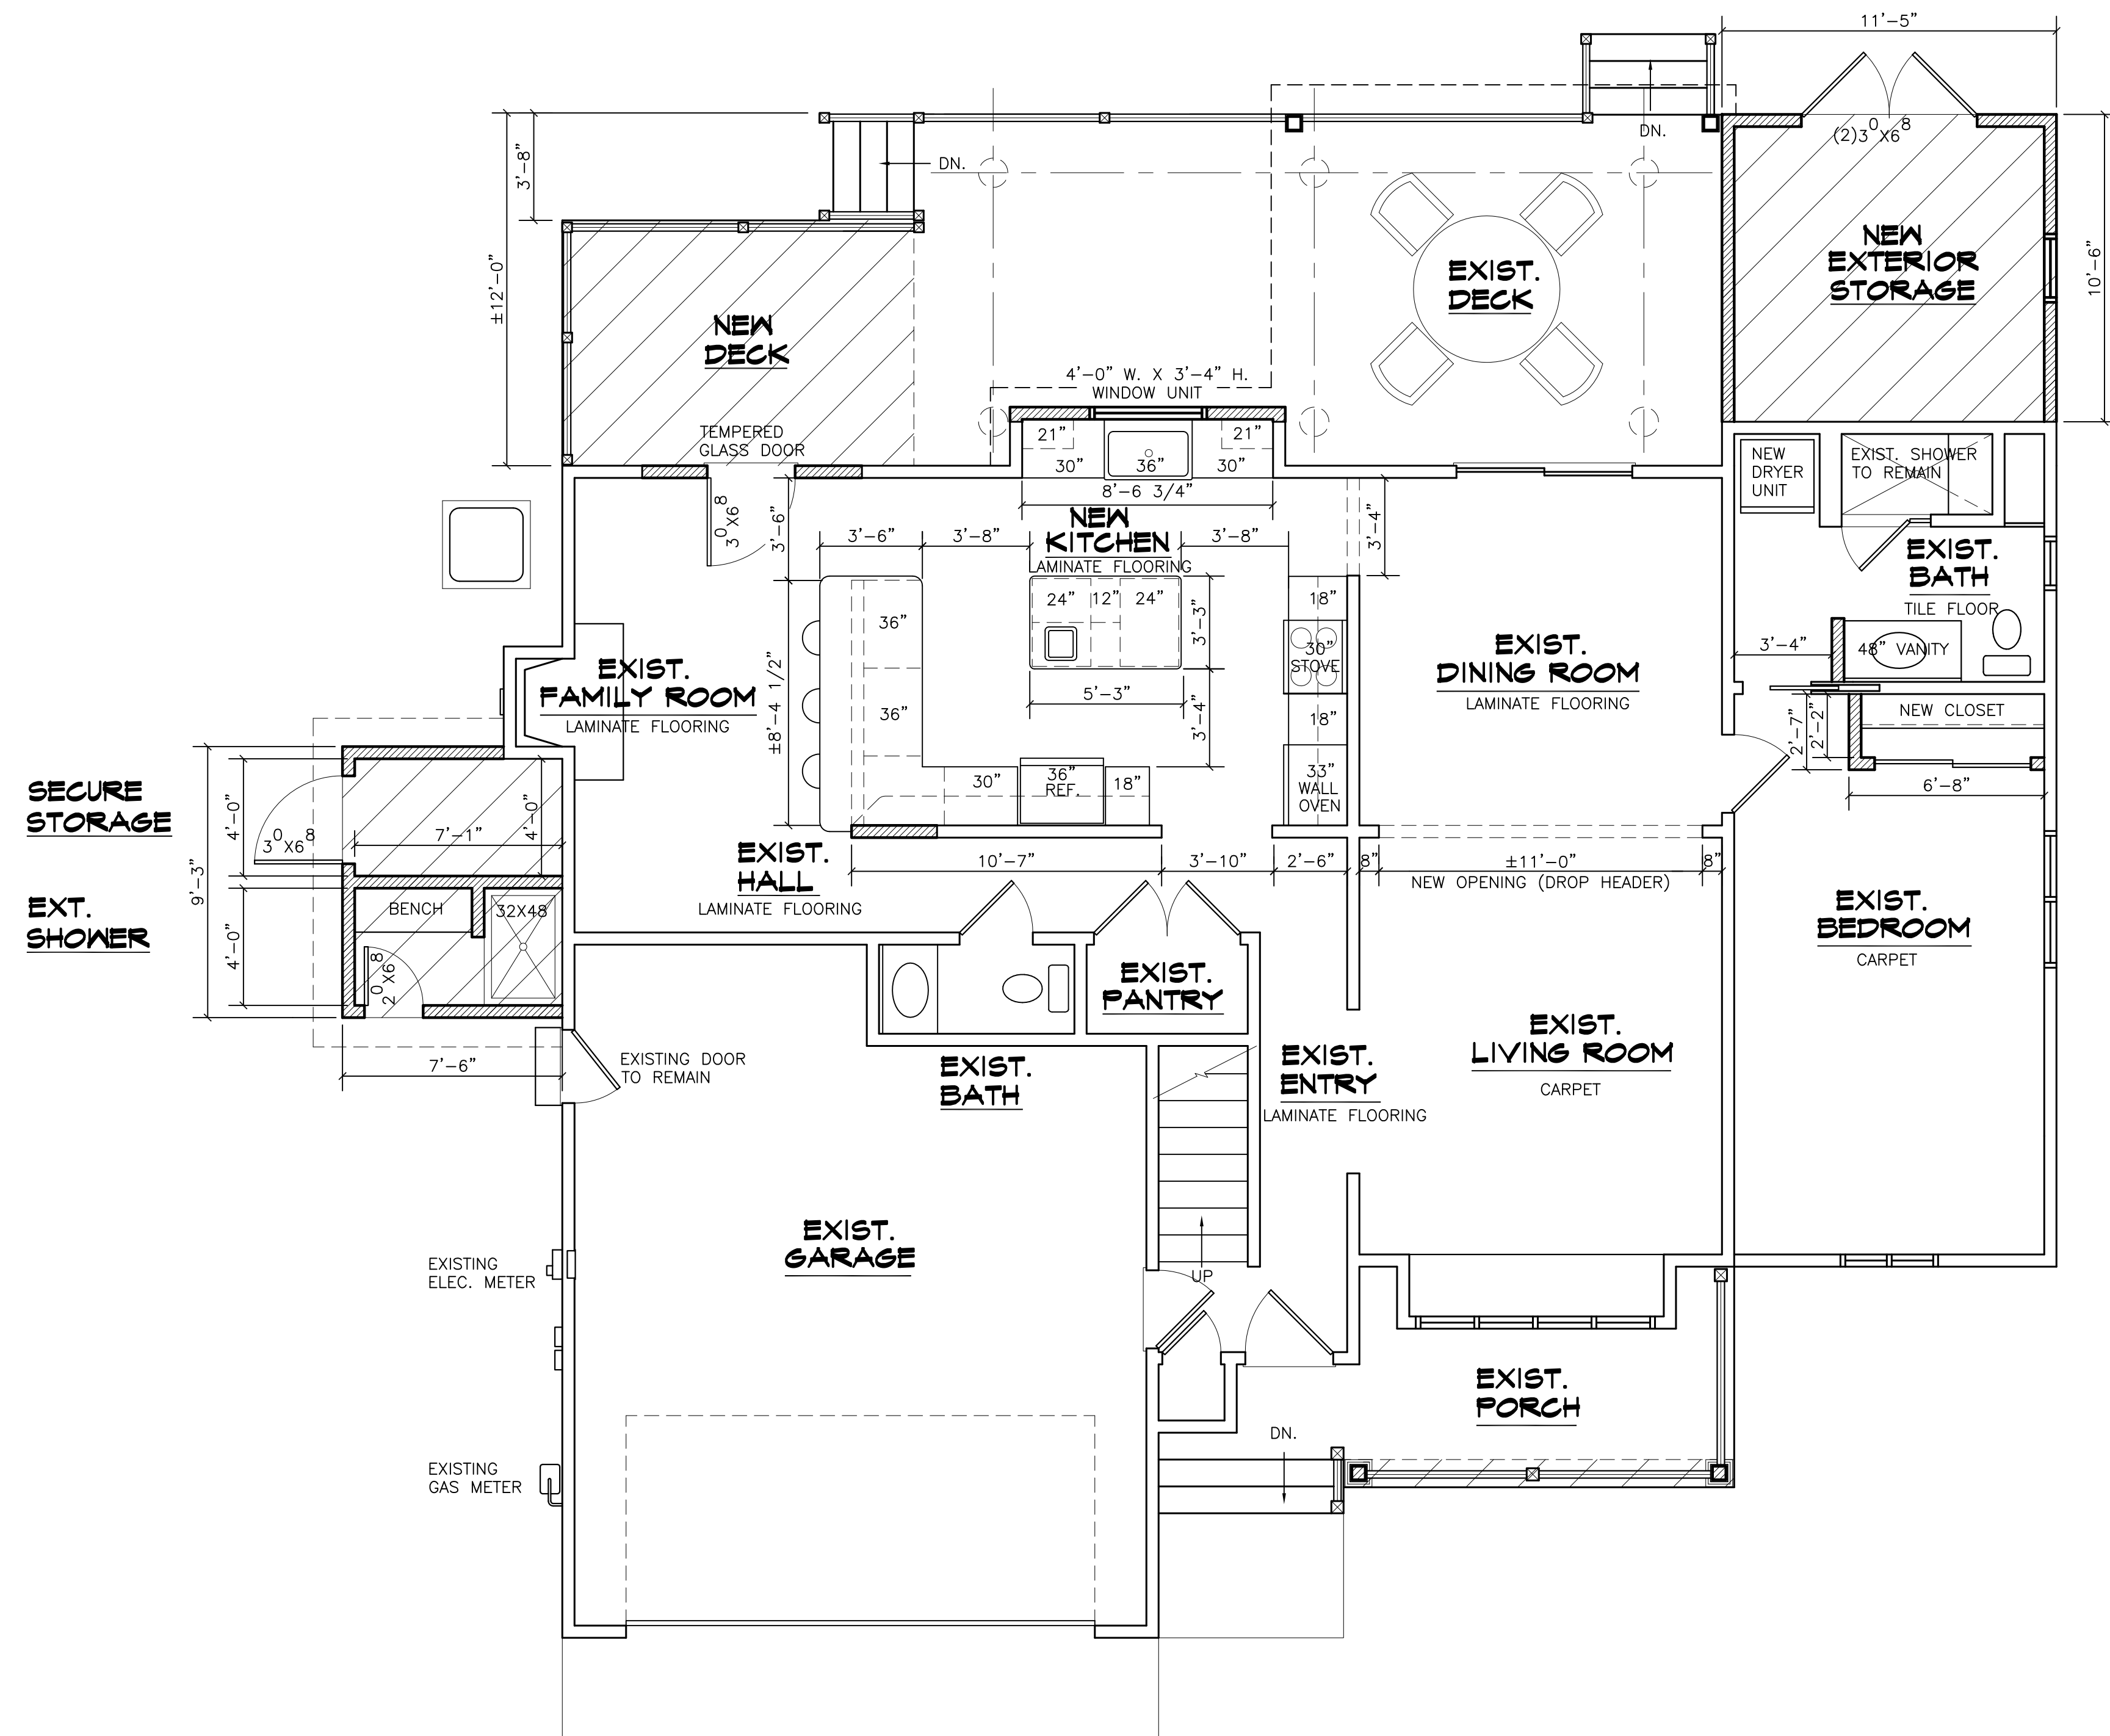 11'-5"
DN.
(2)3⁰X6⁸
3'-8"
DN.
±12'-0"
NEW
EXTERIOR
STORAGE
10'-6"
EXIST.
DECK
NEW
DECK
4'-0" W. X 3'-4" H.
WINDOW UNIT
TEMPERED
GLASS DOOR
21"
21"
30"
36"
30"
8'-6 3/4"
NEW
DRYER
UNIT
EXIST. SHOWER
TO REMAIN
3⁰X6⁸
3'-6"
3'-6"
3'-8"
NEW
KITCHEN
LAMINATE FLOORING
3'-8"
3'-4"
EXIST.
BATH
TILE FLOOR
36"
24"
12"
24"
3'-3"
18"
30"
STOVE
EXIST.
FAMILY ROOM
LAMINATE FLOORING
±8'-4 1/2"
36"
5'-3"
3'-4"
18"
EXIST.
DINING ROOM
LAMINATE FLOORING
3'-4"
48" VANITY
NEW CLOSET
2'-7"
2'-2"
6'-8"
30"
36"
REF.
18"
33"
WALL
OVEN
SECURE
STORAGE
4'-0"
3⁰X6⁸
7'-1"
4'-0"
9'-3"
EXIST.
HALL
LAMINATE FLOORING
10'-7"
3'-10"
2'-6"
8"
±11'-0"
8"
NEW OPENING (DROP HEADER)
EXT.
SHOWER
4'-0"
BENCH
32X48
2⁰X6⁸
EXIST.
BEDROOM
CARPET
EXIST.
PANTRY
7'-6"
EXISTING DOOR
TO REMAIN
EXIST.
BATH
EXIST.
ENTRY
LAMINATE FLOORING
EXIST.
LIVING ROOM
CARPET
EXIST.
GARAGE
EXISTING
ELEC. METER
UP
EXIST.
PORCH
DN.
EXISTING
GAS METER